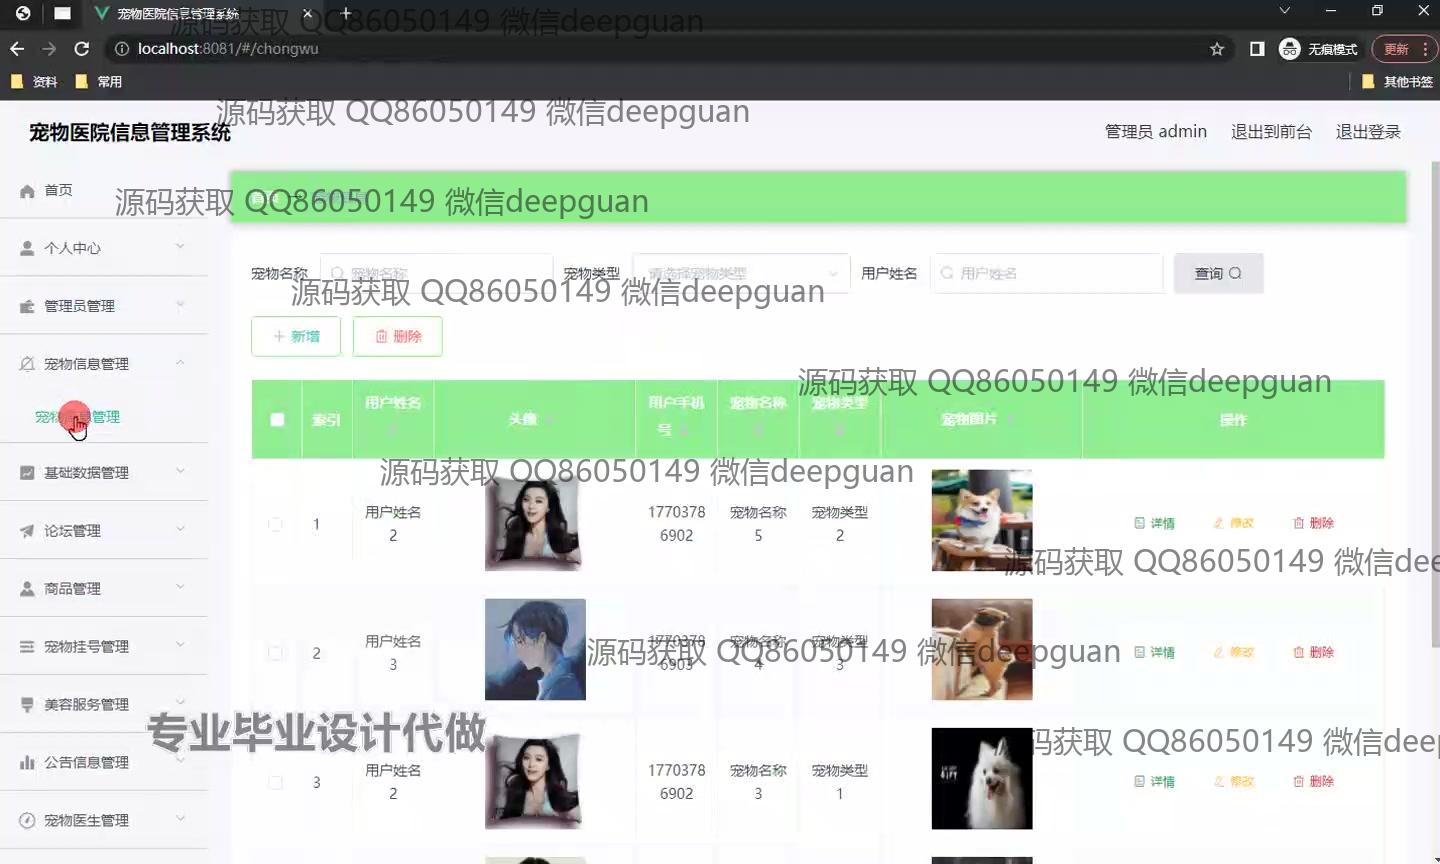 宠物医院信息管理系统
源码获取 QQ86050149 微信deepguan
localhost:8081/#/chongwu
无痕模式
更新
资料
常用
其他书签
源码获取 QQ86050149 微信deepguan
宠物医院信息管理系统
管理员 admin
退出到前台
退出登录
首页
源码获取 QQ86050149 微信deepguan
个人中心
管理员管理
宠物信息管理
宠物信息管理
基础数据管理
论坛管理
商品管理
宠物挂号管理
美容服务管理
公告信息管理
宠物医生管理
首页
宠物名称
宠物名称
宠物类型
请选择宠物类型
用户姓名
用户姓名
查询
源码获取 QQ86050149 微信deepguan
新增
删除
源码获取 QQ86050149 微信deepguan
索引
用户姓名
头像
用户手机号
宠物名称
宠物类型
宠物图片
操作
源码获取 QQ86050149 微信deepguan
1
用户姓名
2
1770378
6902
宠物名称
5
宠物类型
2
详情
修改
删除
源码获取 QQ86050149 微信dee
2
用户姓名
3
1770378
6903
宠物名称
4
宠物类型
3
详情
修改
删除
源码获取 QQ86050149 微信deepguan
专业毕业设计代做
码获取 QQ86050149 微信deep
3
用户姓名
2
1770378
6902
宠物名称
3
宠物类型
1
详情
修改
删除